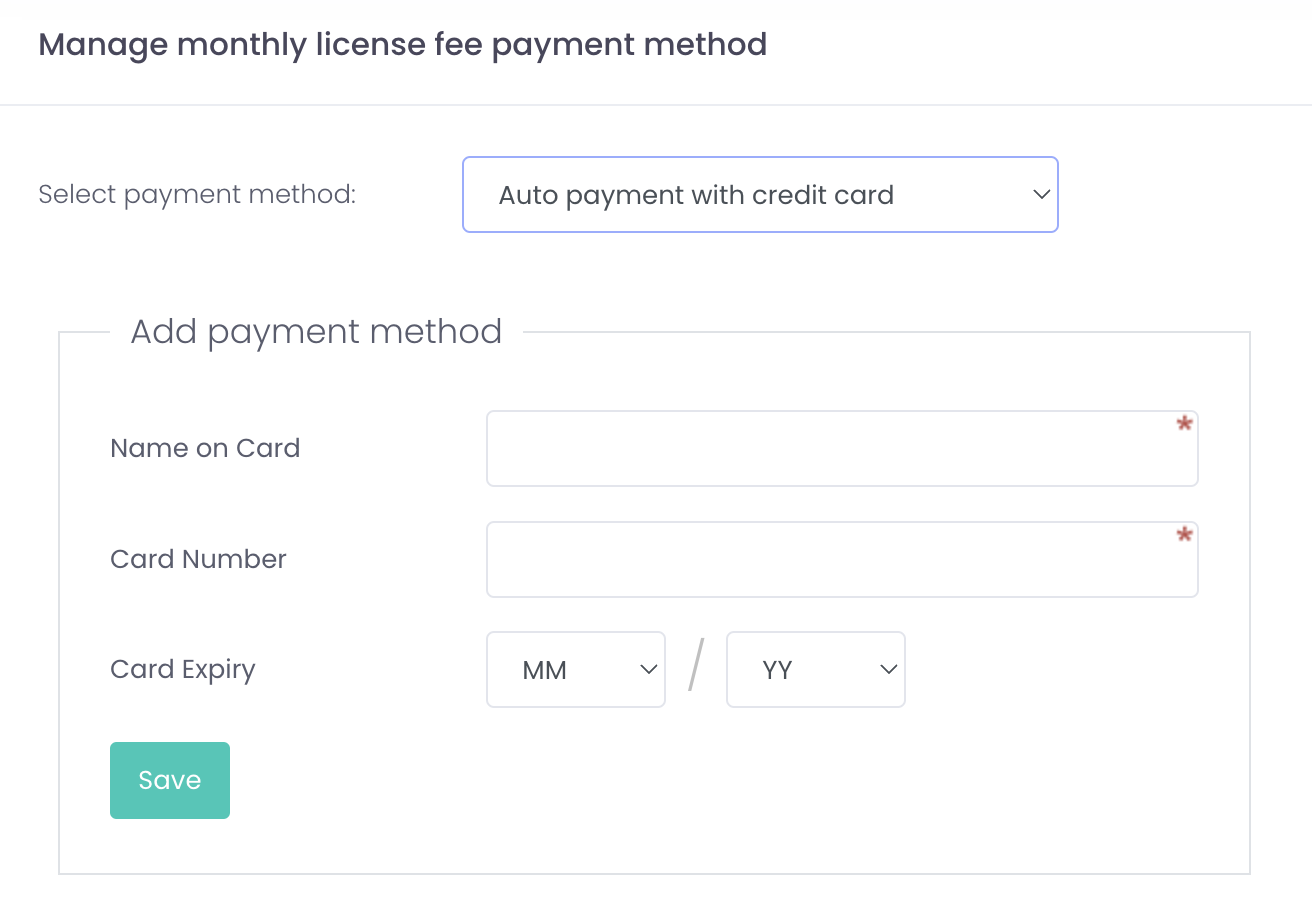 Manage monthly license fee payment method
Select payment method: Auto payment with credit card
Add payment method
Name on Card *
Card Number *
Card Expiry MM / YY
Save